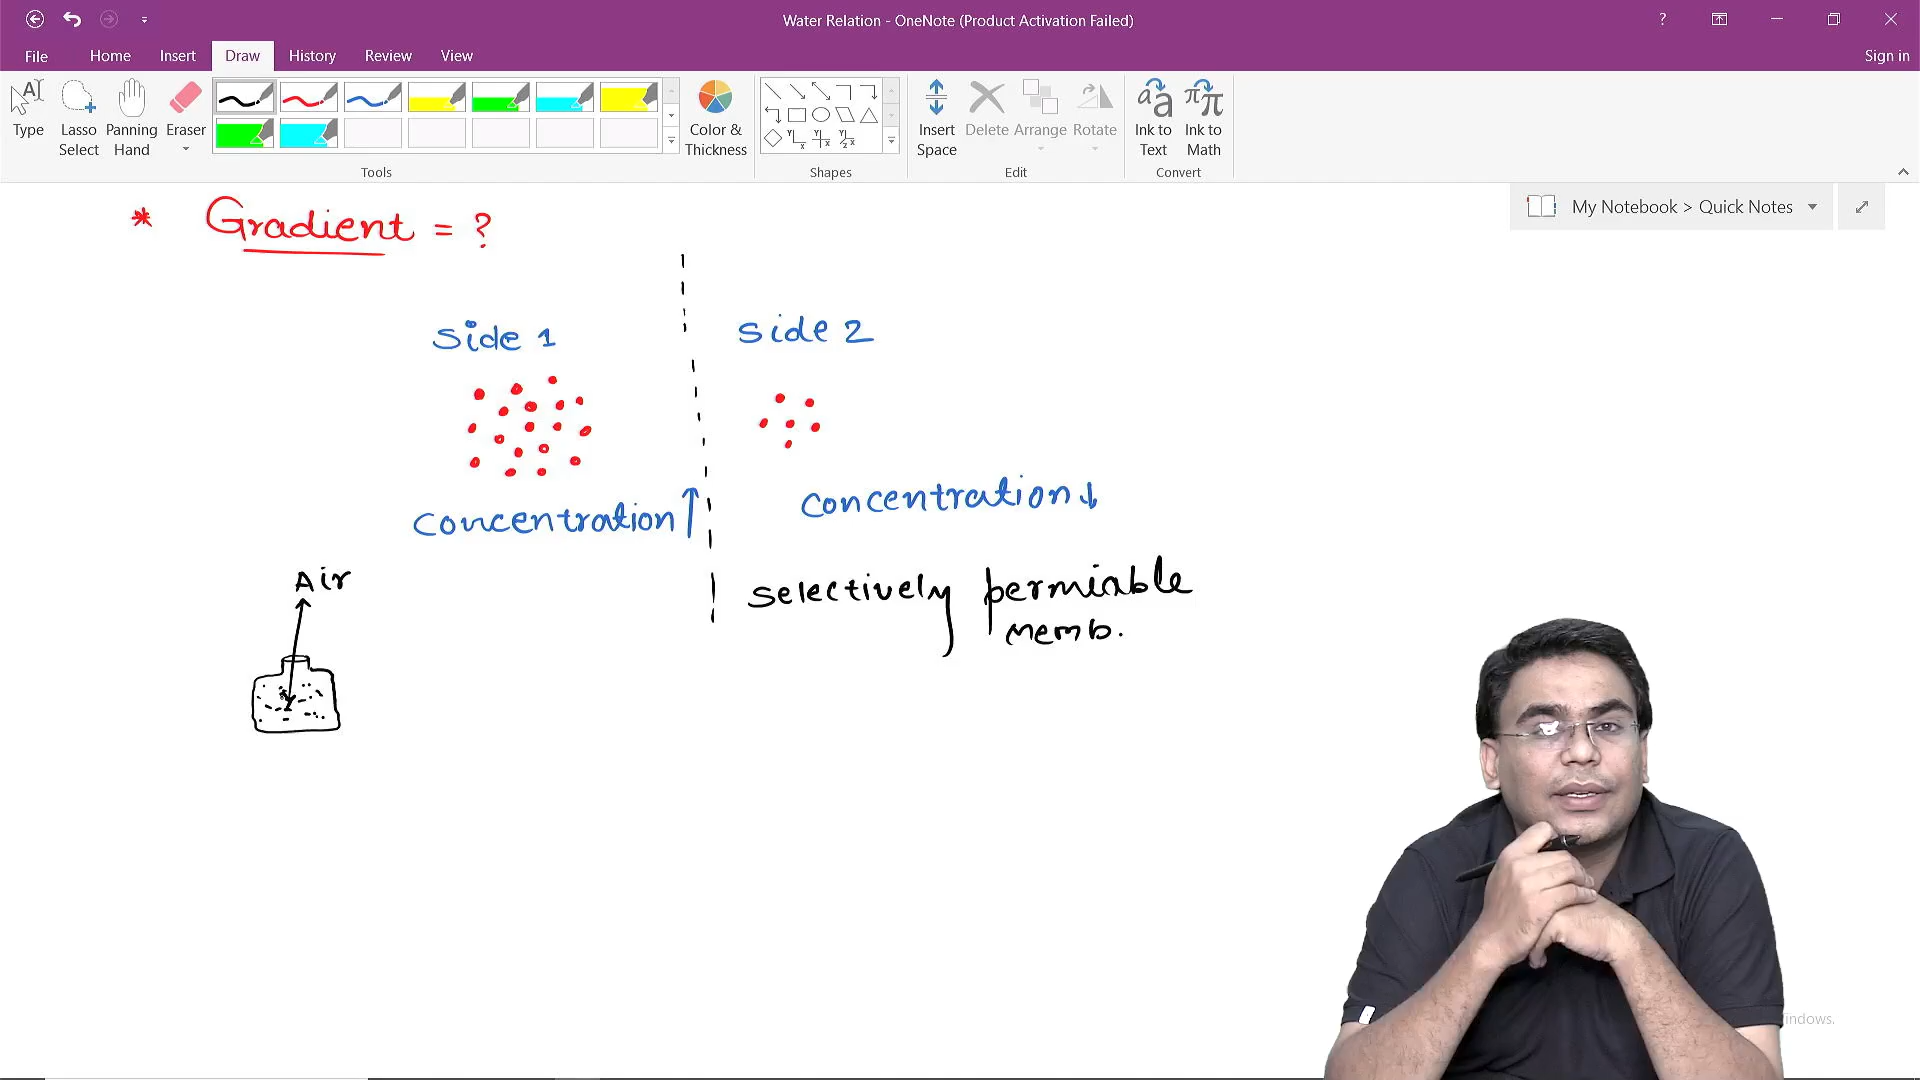 Water Relation - OneNote (Product Activation Failed)
?
File Home Insert Draw History Review View
Sign in
Type
Lasso Select
Panning Hand
Eraser
Color & Thickness
Insert Space
Delete
Arrange
Rotate
Ink to Text
Ink to Math
Tools
Shapes
Edit
Convert
My Notebook > Quick Notes
* Gradient = ?
Side 1
Side 2
concentration ↑
concentration ↓
Air
selectively permiable
memb.
indows.